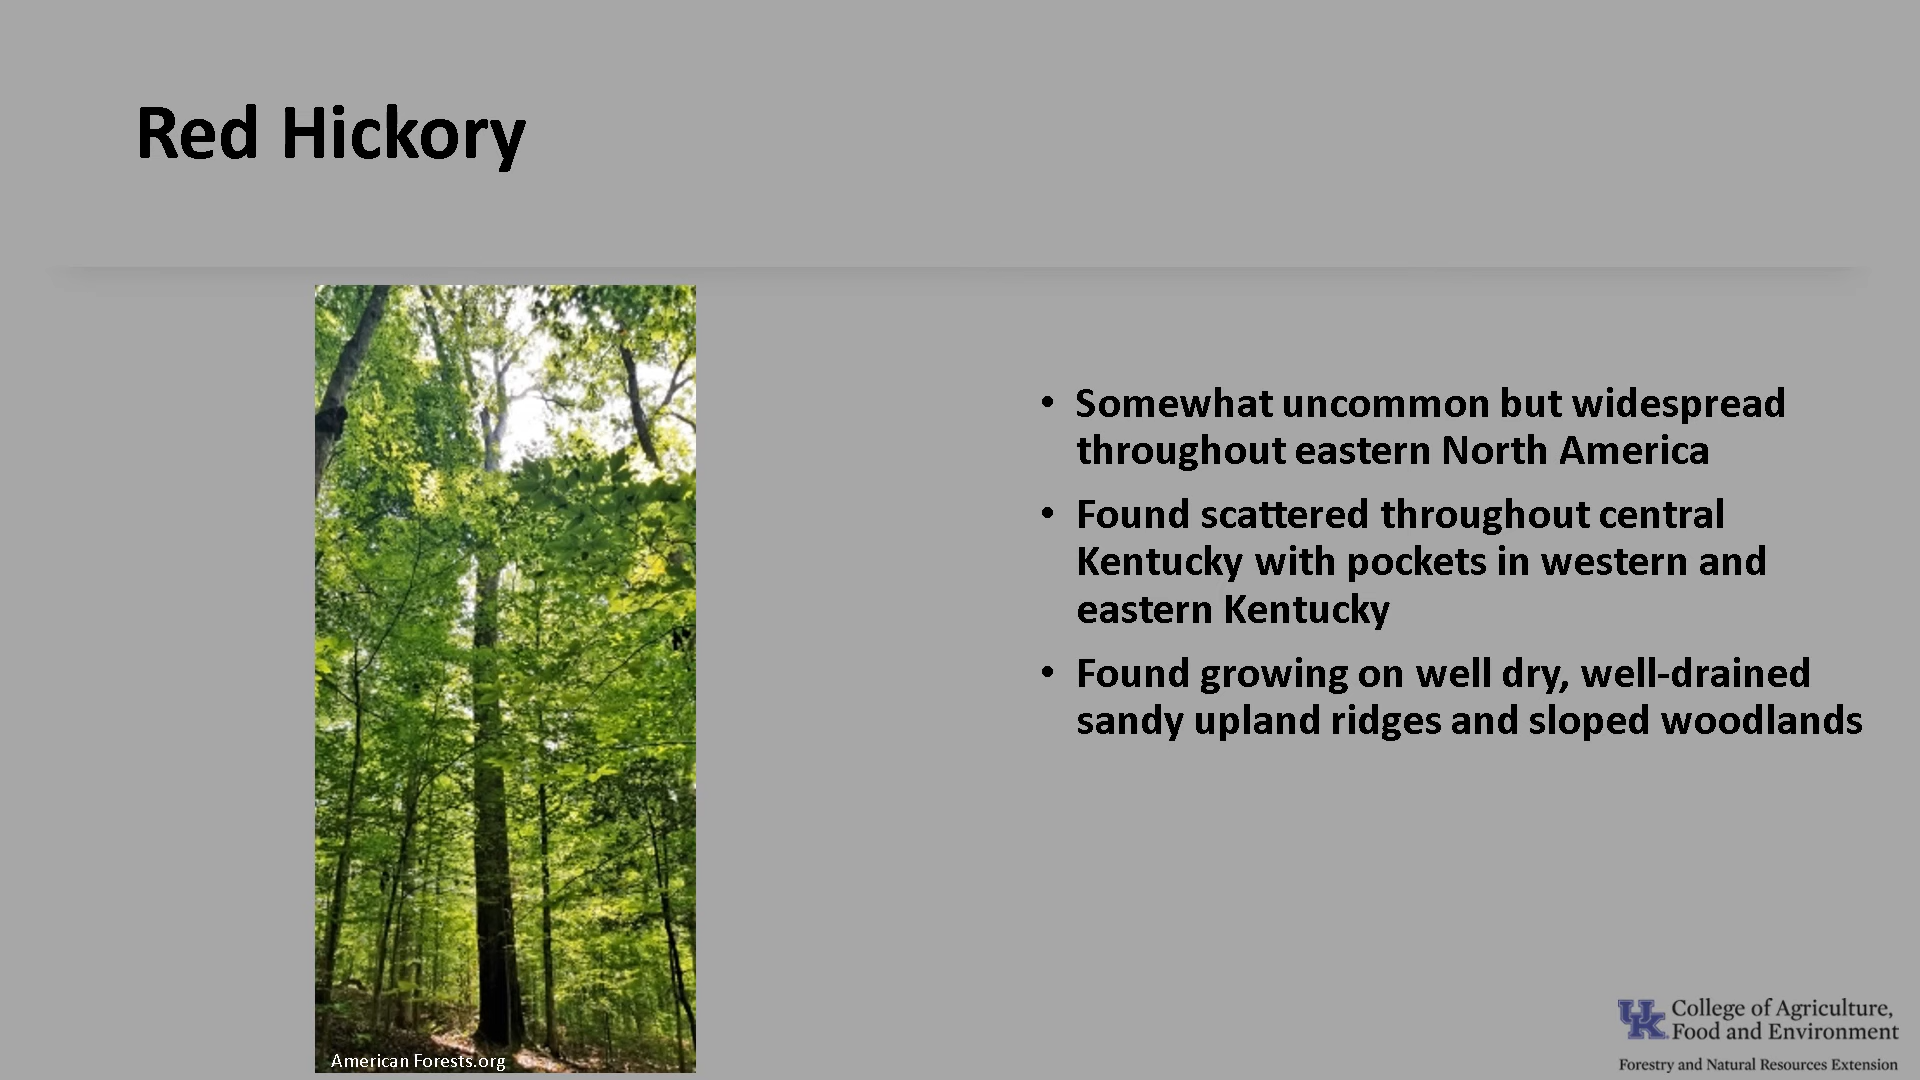 Red Hickory
• Somewhat uncommon but widespread
throughout eastern North America
• Found scattered throughout central
Kentucky with pockets in western and
eastern Kentucky
• Found growing on well dry, well-drained
sandy upland ridges and sloped woodlands
American Forests.org
UK College of Agriculture,
Food and Environment
Forestry and Natural Resources Extension